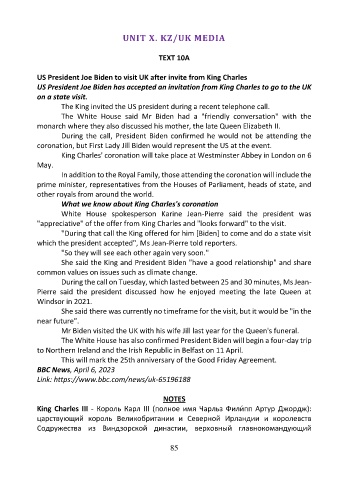 UNIT X. KZ/UK MEDIA
TEXT 10A
US President Joe Biden to visit UK after invite from King Charles
US President Joe Biden has accepted an invitation from King Charles to go to the UK
on a state visit.
The King invited the US president during a recent telephone call.
The White House said Mr Biden had a "friendly conversation" with the
monarch where they also discussed his mother, the late Queen Elizabeth II.
During the call, President Biden confirmed he would not be attending the
coronation, but First Lady Jill Biden would represent the US at the event.
King Charles' coronation will take place at Westminster Abbey in London on 6
May.
In addition to the Royal Family, those attending the coronation will include the
prime minister, representatives from the Houses of Parliament, heads of state, and
other royals from around the world.
What we know about King Charles's coronation
White House spokesperson Karine Jean-Pierre said the president was
"appreciative" of the offer from King Charles and "looks forward" to the visit.
"During that call the King offered for him [Biden] to come and do a state visit
which the president accepted", Ms Jean-Pierre told reporters.
"So they will see each other again very soon."
She said the King and President Biden "have a good relationship" and share
common values on issues such as climate change.
During the call on Tuesday, which lasted between 25 and 30 minutes, Ms Jean-
Pierre said the president discussed how he enjoyed meeting the late Queen at
Windsor in 2021.
She said there was currently no timeframe for the visit, but it would be "in the
near future".
Mr Biden visited the UK with his wife Jill last year for the Queen's funeral.
The White House has also confirmed President Biden will begin a four-day trip
to Northern Ireland and the Irish Republic in Belfast on 11 April.
This will mark the 25th anniversary of the Good Friday Agreement.
BBC News, April 6, 2023
Link: https://www.bbc.com/news/uk-65196188
NOTES
King Charles III - Король Карл III (полное имя Чарльз Фили́пп Артур Джордж):
царствующий король Великобритании и Северной Ирландии и королевств
Содружества из Виндзорской династии, верховный главнокомандующий
85